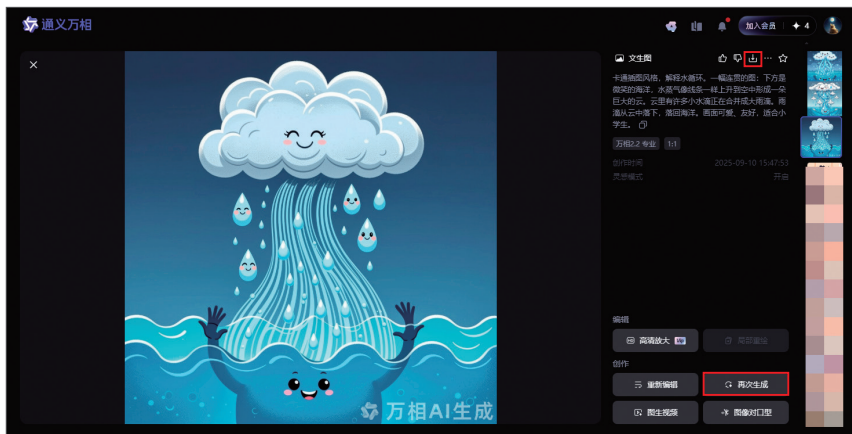 通义万相
加入会员 4
文生图
卡通插图风格，解释水循环。一幅连贯的图：下方是
微笑的海洋，水蒸气像线条一样上升到空中形成一朵
巨大的云。云里有许多小水滴正在合并成大雨滴。雨
滴从云中落下，落回海洋。画面可爱、友好，适合小
学生。
万相2.2 专业 1:1
创作时间 2025-09-10 15:47:53
灵感模式 开启
编辑
高清放大
局部重绘
创作
重新编辑 再次生成
图生视频 图像对口型
万相AI生成